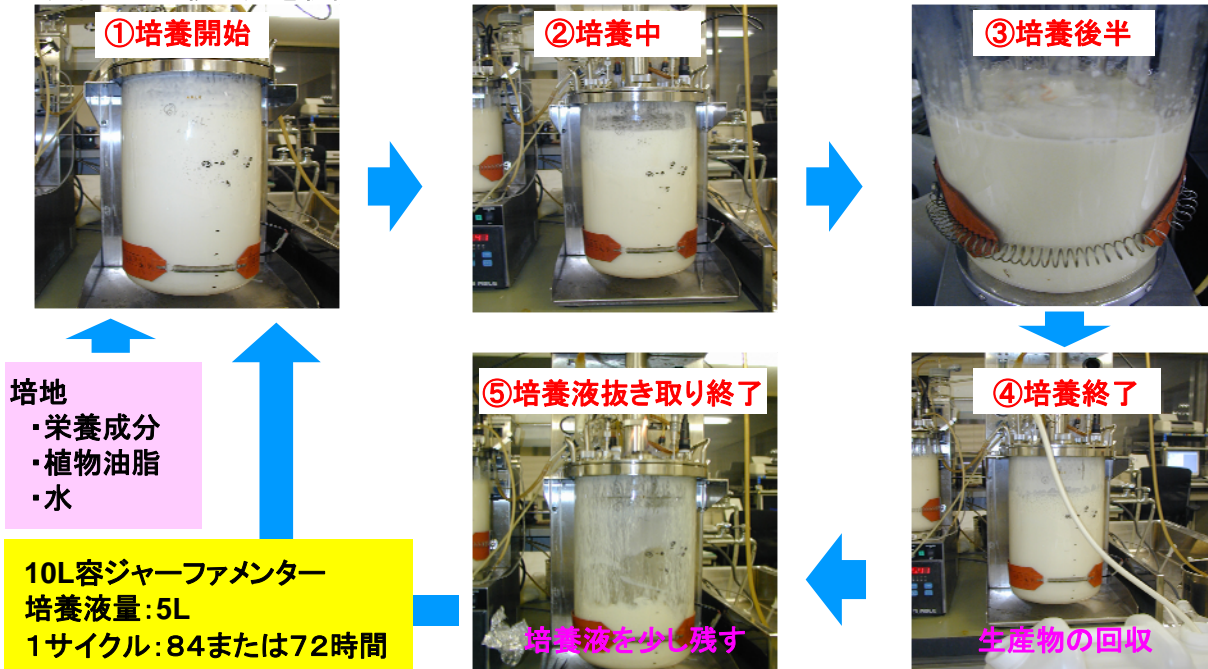 ①培養開始
②培養中
③培養後半
培地
・栄養成分
・植物油脂
・水
⑤培養液抜き取り終了
④培養終了
10L容ジャーファメンター
培養液量:5L
1サイクル:84または72時間
培養液を少し残す
生産物の回収